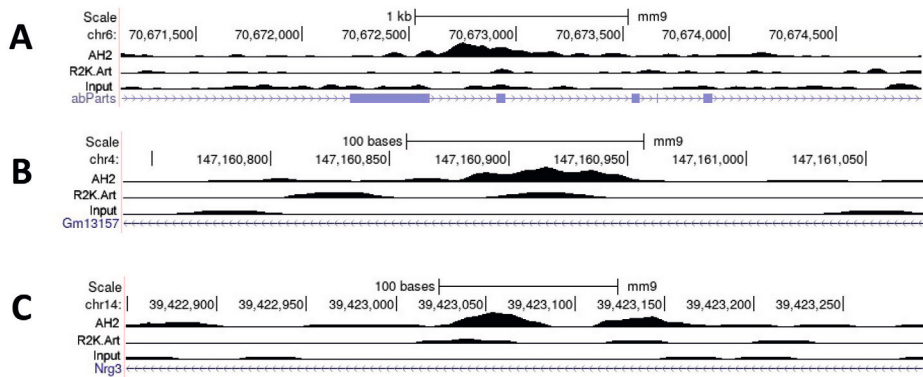 A
Scale 1 kb mm9
chr6: 70,671,500 70,672,000 70,672,500 70,673,000 70,673,500 70,674,000 70,674,500
AH2
R2K.Art
Input
abParts
B
Scale 100 bases mm9
chr4: 147,160,800 147,160,850 147,160,900 147,160,950 147,161,000 147,161,050
AH2
R2K.Art
Input
Gm13157
C
Scale 100 bases mm9
chr14: 39,422,900 39,422,950 39,423,000 39,423,050 39,423,100 39,423,150 39,423,200 39,423,250
AH2
R2K.Art
Input
Nrg3